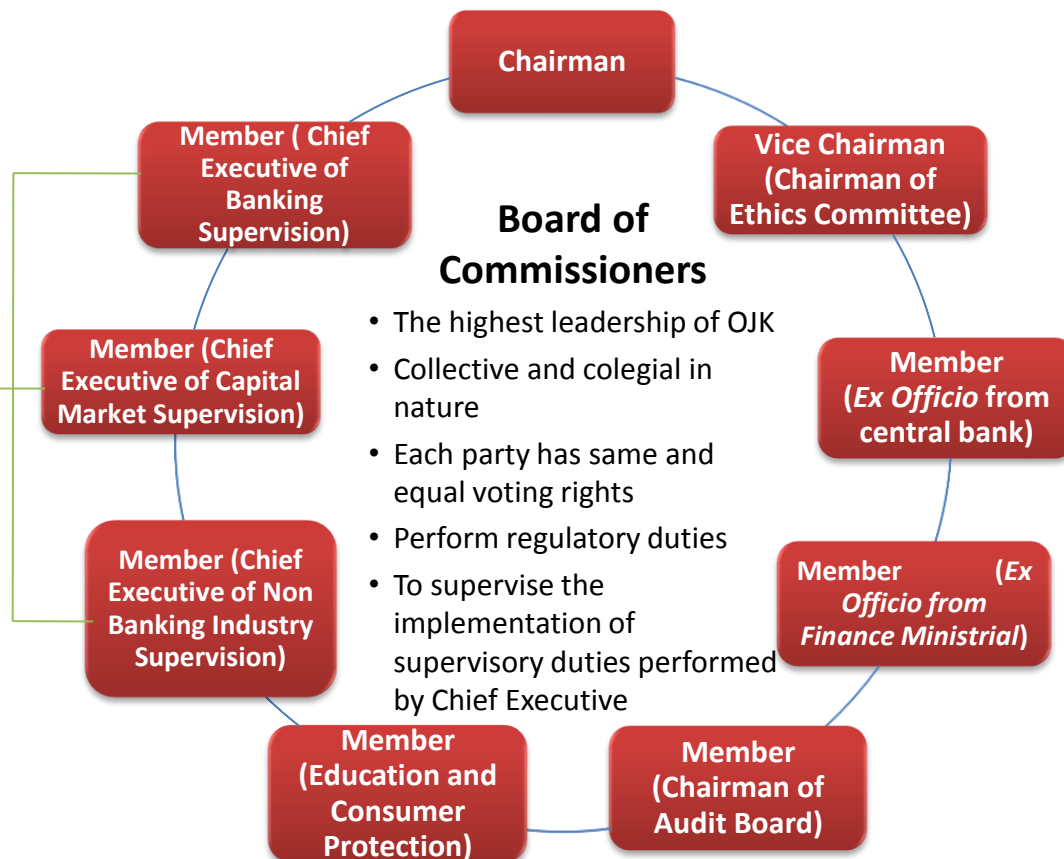 Chairman
Vice Chairman
(Chairman of
Ethics Committee)
Member
(Ex Officio from
central bank)
Member (Ex
Officio from
Finance Ministrial)
Member
(Chairman of
Audit Board)
Member
(Education and
Consumer
Protection)
Member (Chief
Executive of Non
Banking Industry
Supervision)
Member (Chief
Executive of Capital
Market Supervision)
Member ( Chief
Executive of
Banking
Supervision)
Board of
Commissioners
• The highest leadership of OJK
• Collective and colegial in
nature
• Each party has same and
equal voting rights
• Perform regulatory duties
• To supervise the
implementation of
supervisory duties performed
by Chief Executive